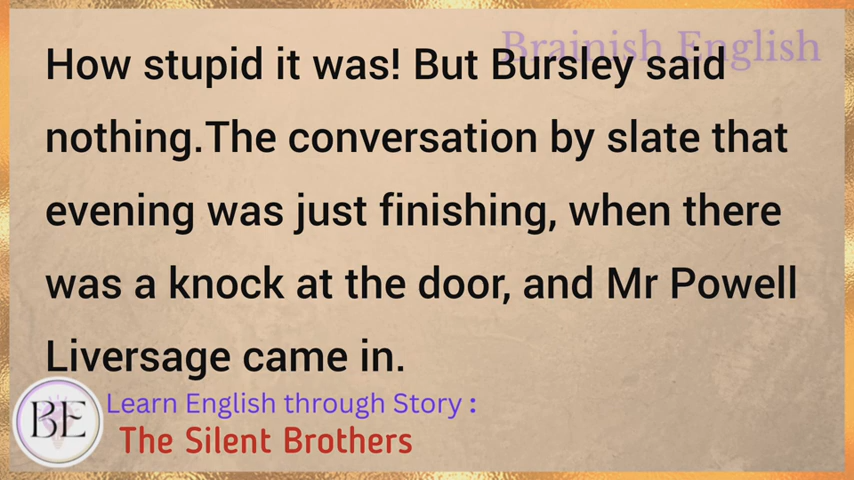 Brainish English
How stupid it was! But Bursley said
nothing.The conversation by slate that
evening was just finishing, when there
was a knock at the door, and Mr Powell
Liversage came in.
BE
Learn English through Story :
The Silent Brothers